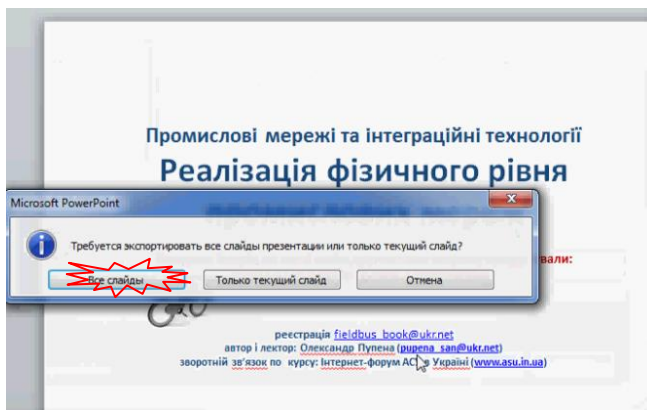 Промислові мережі та інтеграційні технології
Реалізація фізичного рівня
Microsoft PowerPoint
Требуется экспортировать все слайды презентации или только текущий слайд?
вали:
Все слайды
Только текущий слайд
Отмена
реєстрація fieldbus_book@ukr.net
автор і лектор: Олександр Пупена (pupena_san@ukr.net)
зворотній зв'язок по курсу: Інтернет-форум АСУ в Україні (www.asu.in.ua)